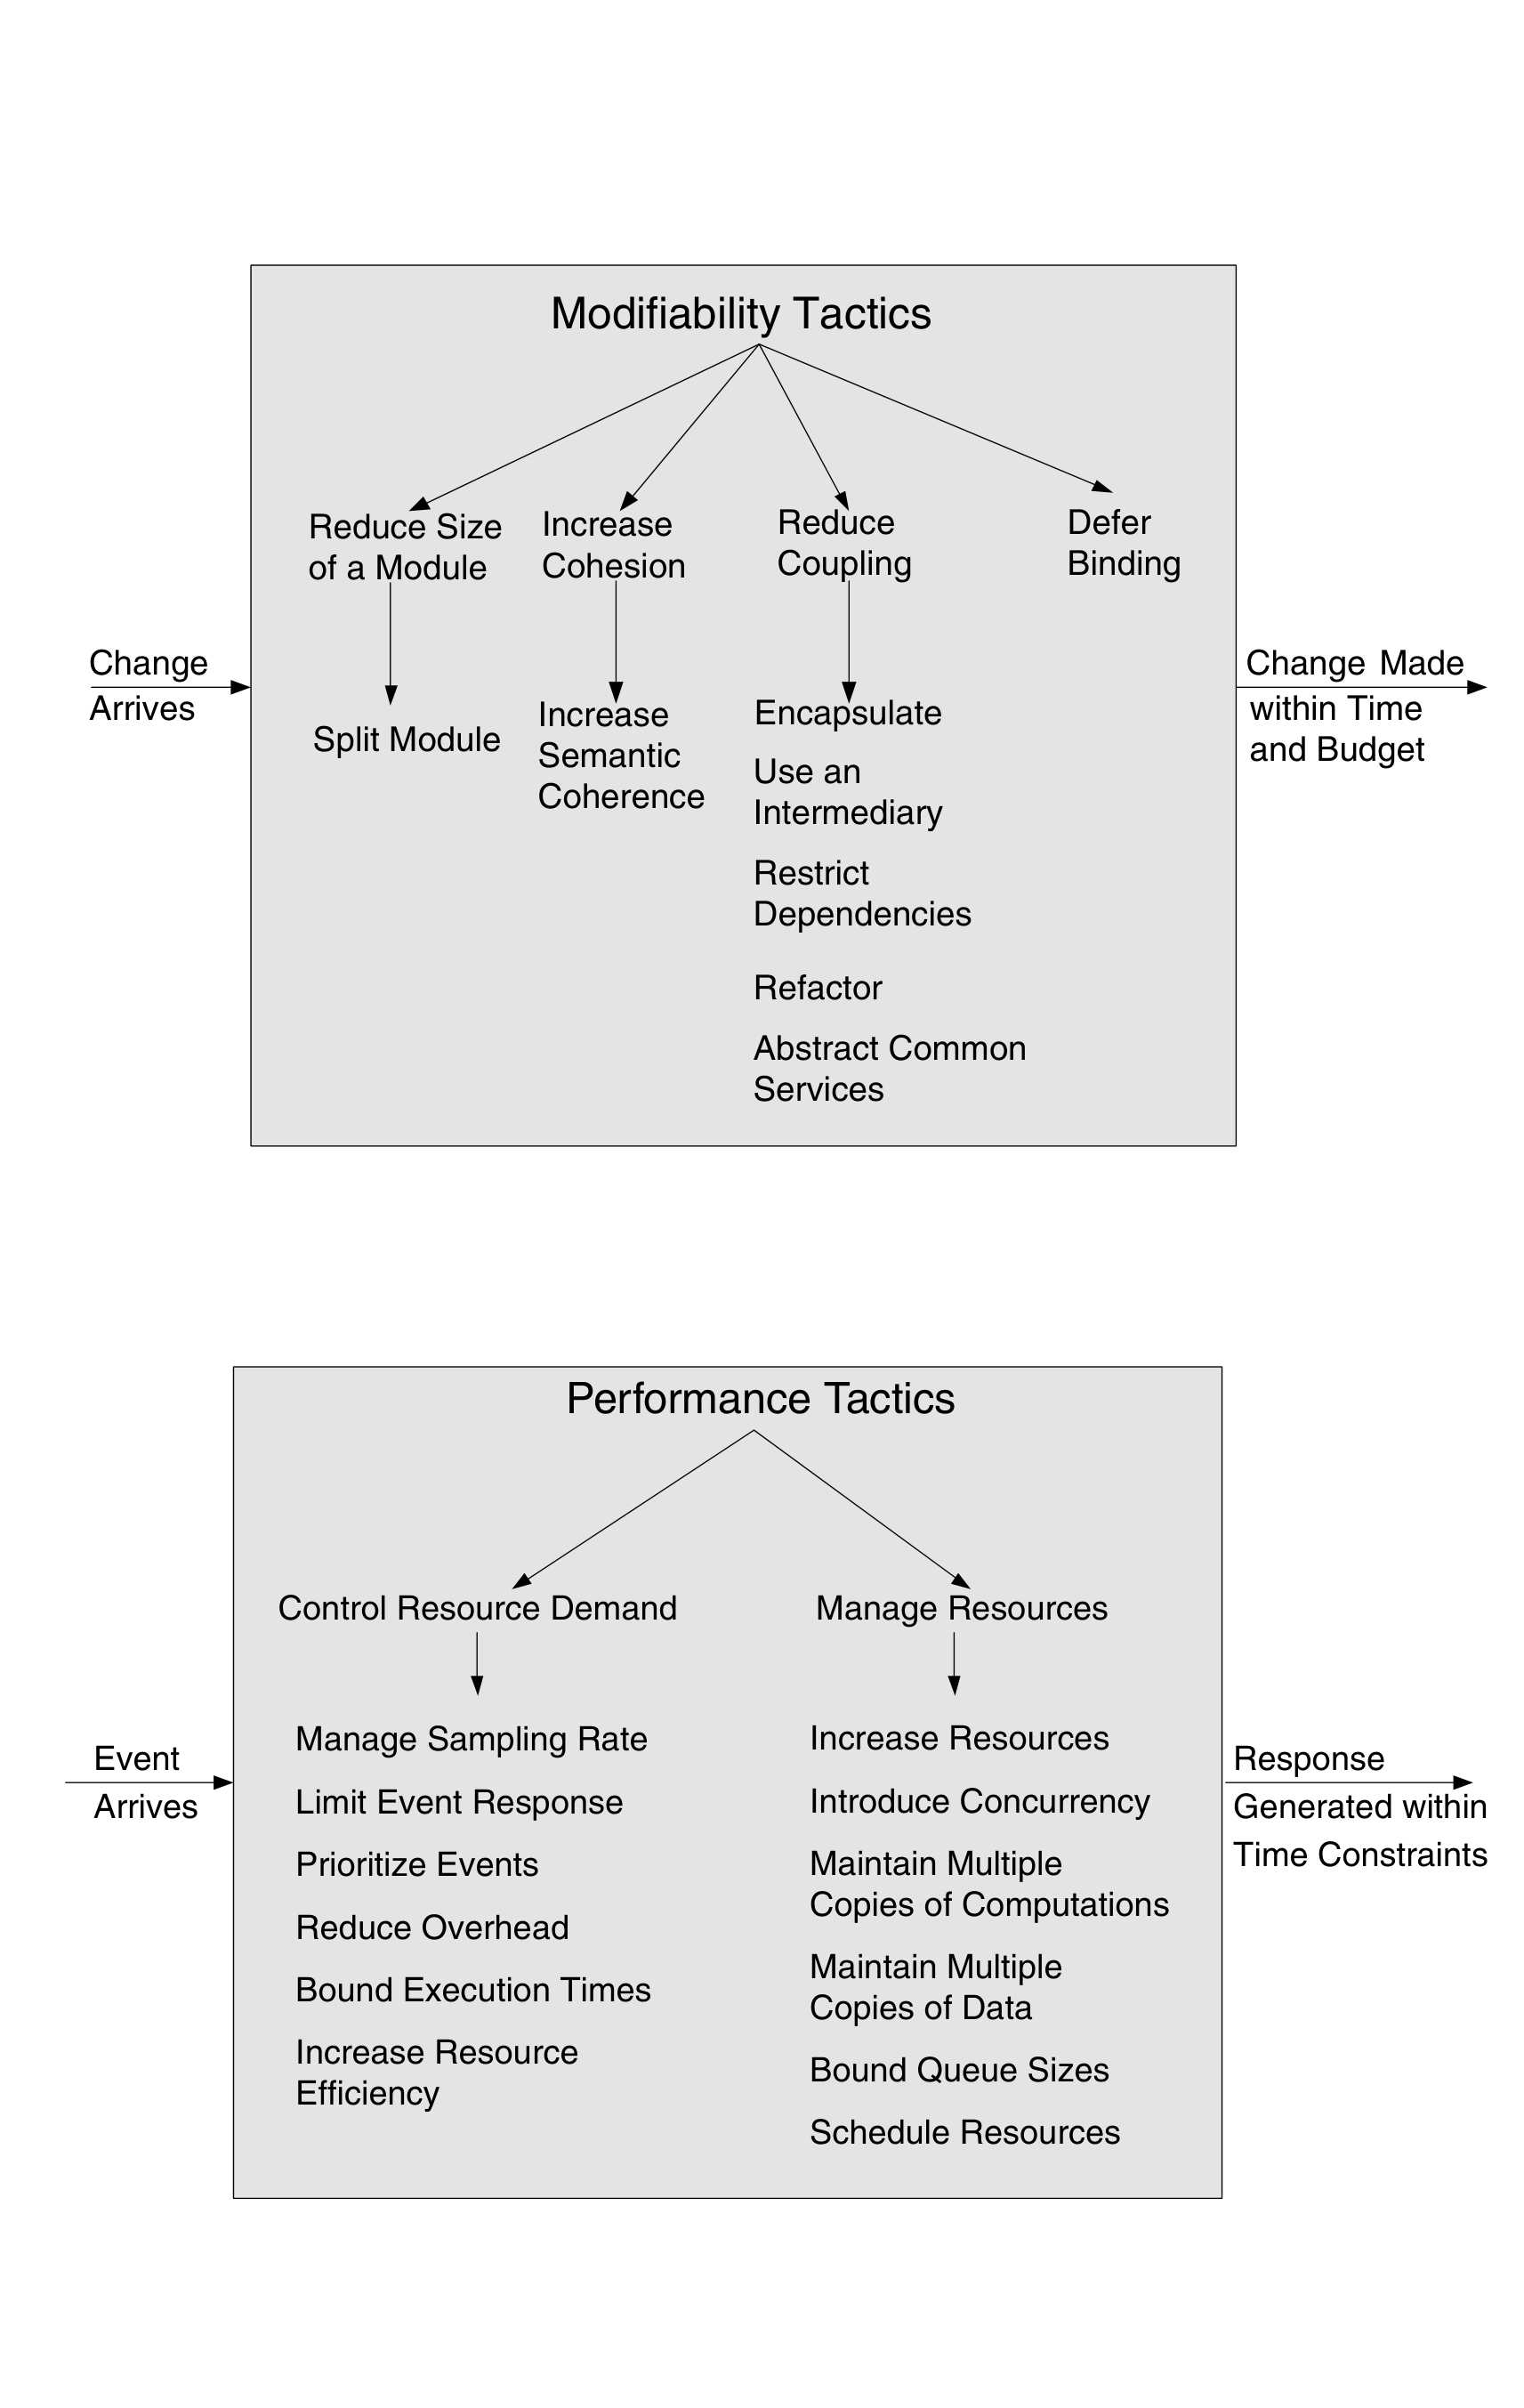 Modifiability Tactics
Reduce Size
of a Module
Increase
Cohesion
Reduce
Coupling
Defer
Binding
Change
Arrives
Split Module
Increase
Semantic
Coherence
Encapsulate
Use an
Intermediary
Restrict
Dependencies
Refactor
Abstract Common
Services
Change Made
within Time
and Budget
Performance Tactics
Control Resource Demand
Manage Resources
Event
Arrives
Manage Sampling Rate
Limit Event Response
Prioritize Events
Reduce Overhead
Bound Execution Times
Increase Resource
Efficiency
Increase Resources
Introduce Concurrency
Maintain Multiple
Copies of Computations
Maintain Multiple
Copies of Data
Bound Queue Sizes
Schedule Resources
Response
Generated within
Time Constraints